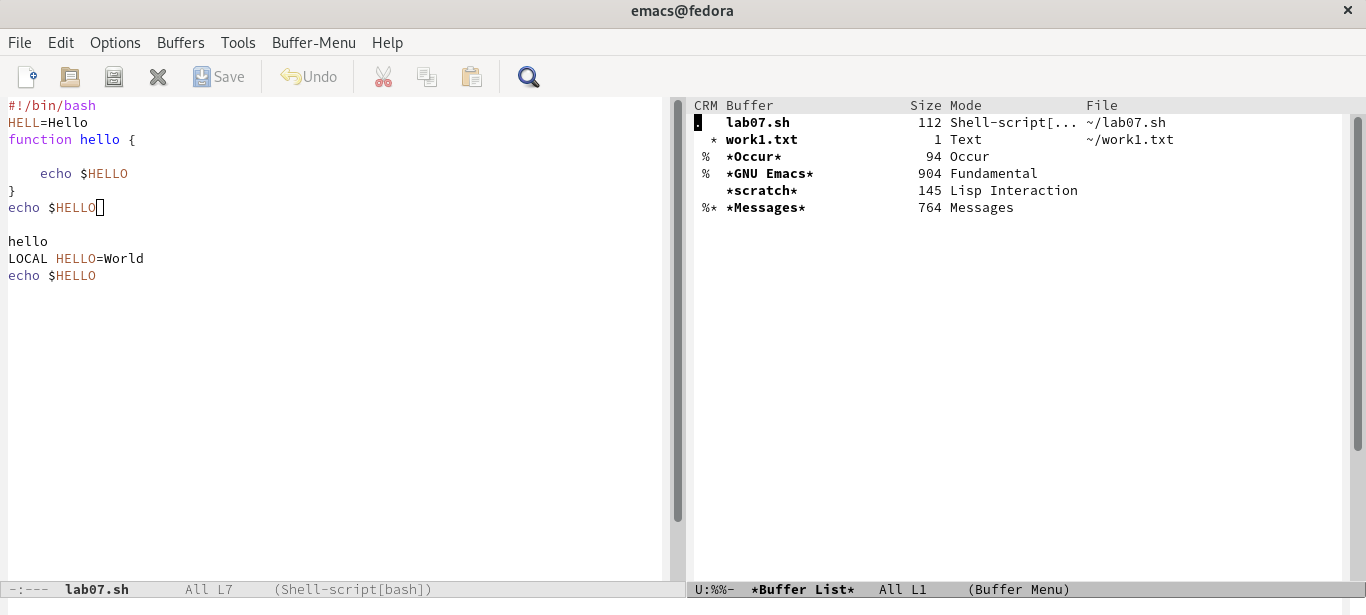 emacs@fedora ×
File Edit Options Buffers Tools Buffer-Menu Help
Save Undo
#!/bin/bash
HELL=Hello
function hello {
    echo $HELLO
}
echo $HELLO
hello
LOCAL HELLO=World
echo $HELLO
-:--- lab07.sh All L7 (Shell-script[bash])
CRM Buffer Size Mode File
. lab07.sh 112 Shell-script[... ~/lab07.sh
* work1.txt 1 Text ~/work1.txt
% *Occur* 94 Occur
% *GNU Emacs* 904 Fundamental
*scratch* 145 Lisp Interaction
%* *Messages* 764 Messages
U:%%- *Buffer List* All L1 (Buffer Menu)